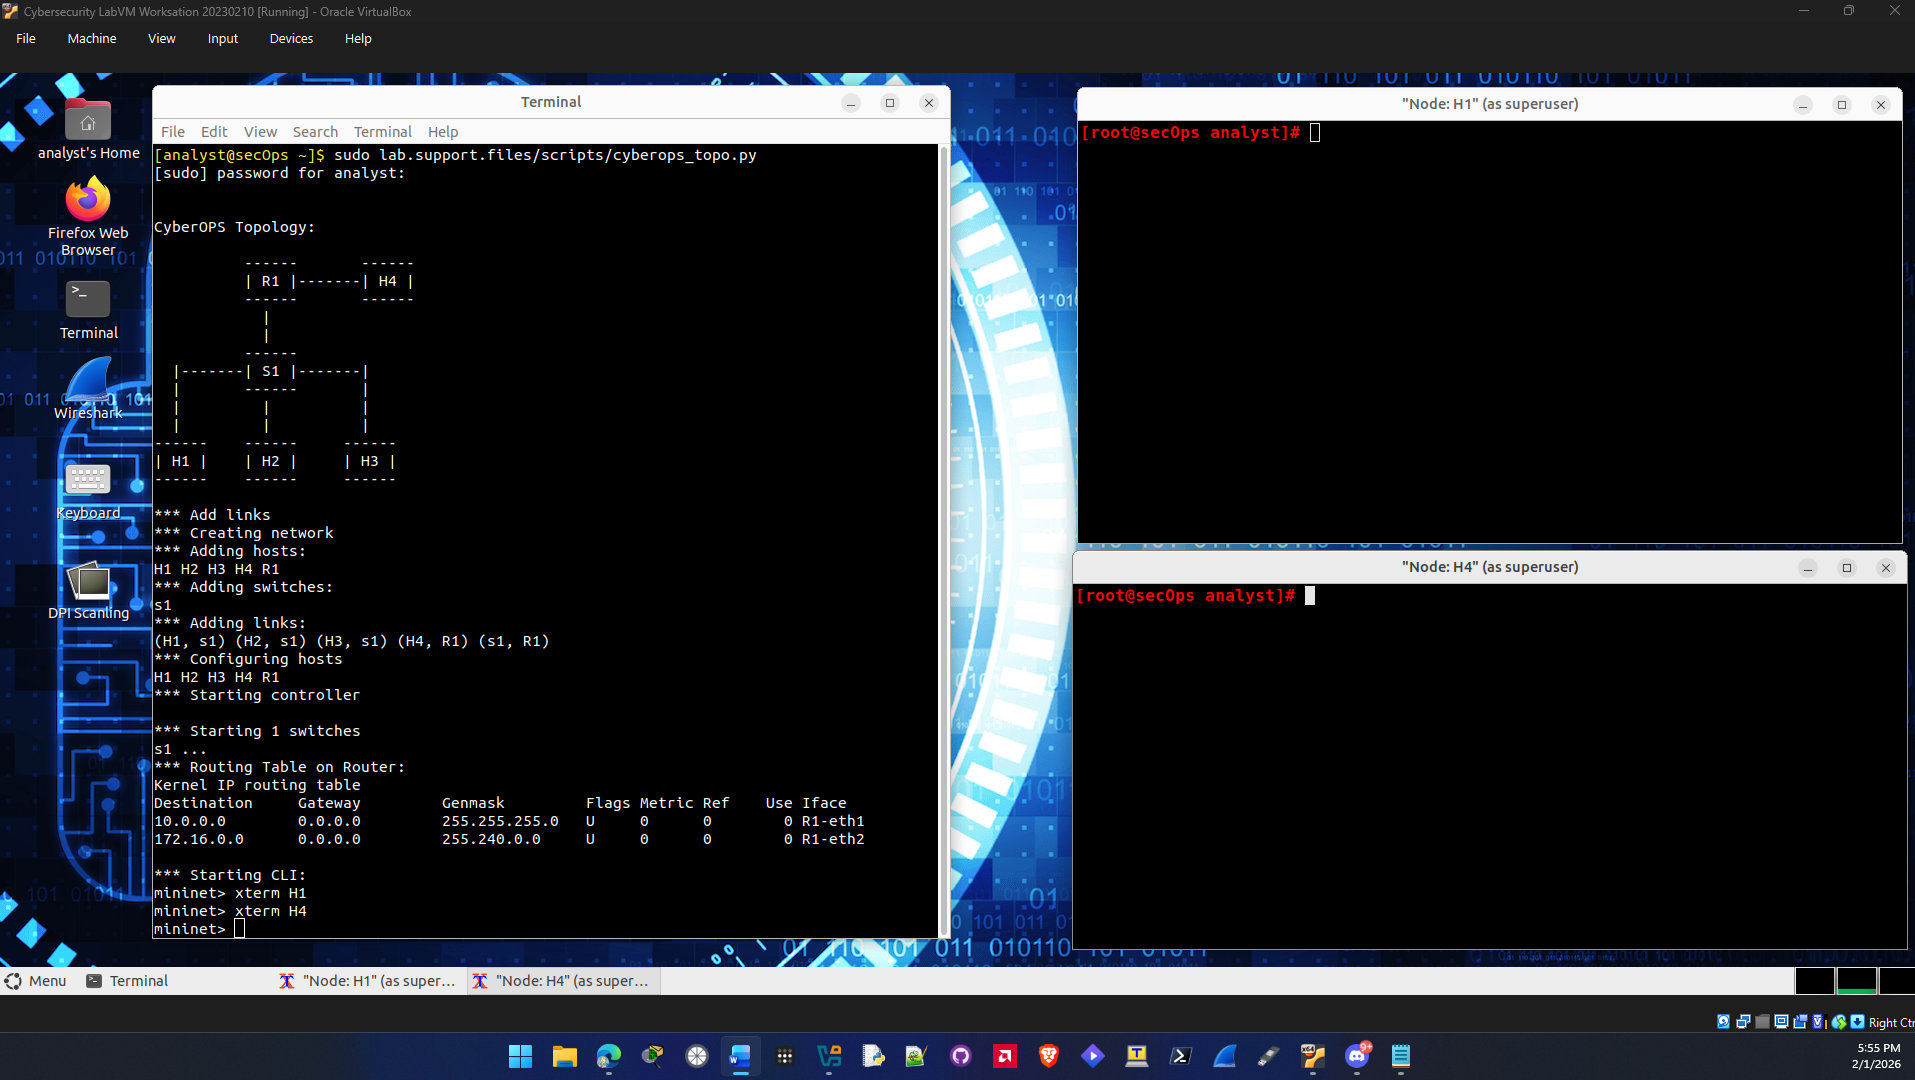 Cybersecurity LabVM Worksation 20230210 [Running] - Oracle VirtualBox
File Machine View Input Devices Help
analyst's Home
Firefox Web
Browser
Terminal
Wireshark
Keyboard
DPI Scanling
Terminal
File Edit View Search Terminal Help
[analyst@secOps ~]$ sudo lab.support.files/scripts/cyberops_topo.py
[sudo] password for analyst:
CyberOPS Topology:
------       ------
| R1 |-------| H4 |
------       ------
|
|
------
|-------| S1 |-------|
|       ------       |
|         |          |
|         |          |
------    ------     ------
| H1 |    | H2 |     | H3 |
------    ------     ------
*** Add links
*** Creating network
*** Adding hosts:
H1 H2 H3 H4 R1
*** Adding switches:
s1
*** Adding links:
(H1, s1) (H2, s1) (H3, s1) (H4, R1) (s1, R1)
*** Configuring hosts
H1 H2 H3 H4 R1
*** Starting controller
*** Starting 1 switches
s1 ...
*** Routing Table on Router:
Kernel IP routing table
Destination     Gateway         Genmask         Flags Metric Ref    Use Iface
10.0.0.0        0.0.0.0         255.255.255.0   U     0      0        0 R1-eth1
172.16.0.0      0.0.0.0         255.240.0.0     U     0      0        0 R1-eth2
*** Starting CLI:
mininet> xterm H1
mininet> xterm H4
mininet>
"Node: H1" (as superuser)
[root@secOps analyst]#
"Node: H4" (as superuser)
[root@secOps analyst]#
Menu
Terminal
"Node: H1" (as super...
"Node: H4" (as super...
Right Ctr
9+
5:55 PM
2/1/2026